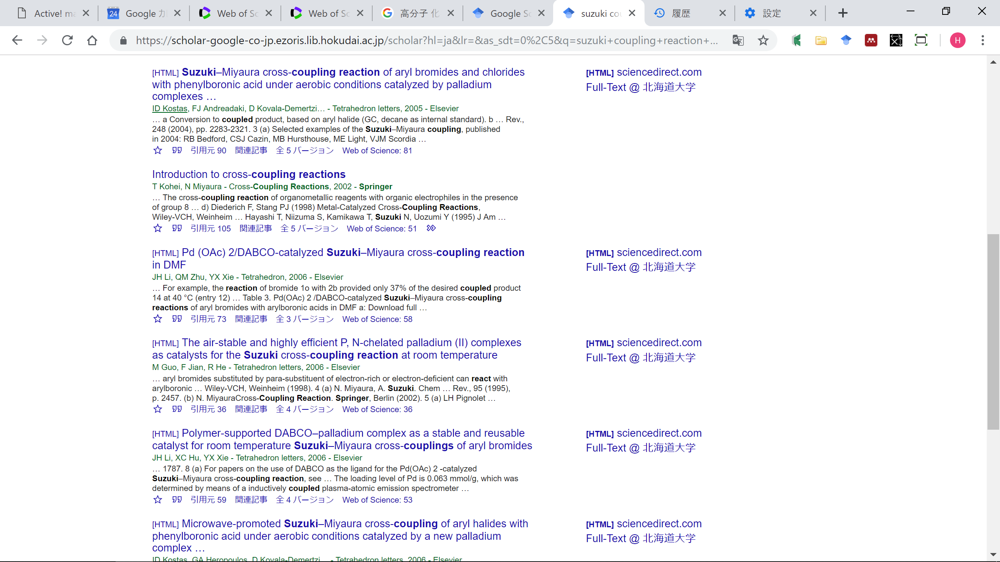 Active! ma
24 Google カレ
Web of Sc
Web of Sc
高分子 化
Google Sc
suzuki cou
履歴
設定
https://scholar-google-co-jp.ezoris.lib.hokudai.ac.jp/scholar?hl=ja&lr=&as_sdt=0%2C5&q=suzuki+coupling+reaction+...
H
[HTML] Suzuki–Miyaura cross-coupling reaction of aryl bromides and chlorides
with phenylboronic acid under aerobic conditions catalyzed by palladium
complexes …
[HTML] sciencedirect.com
Full-Text @ 北海道大学
ID Kostas, FJ Andreadaki, D Kovala-Demertzi… - Tetrahedron letters, 2005 - Elsevier
… a Conversion to coupled product, based on aryl halide (GC, decane as internal standard). b … Rev.,
248 (2004), pp. 2283-2321. 3 (a) Selected examples of the Suzuki–Miyaura coupling, published
in 2004: RB Bedford, CSJ Cazin, MB Hursthouse, ME Light, VJM Scordia …
引用元 90 関連記事 全 5 バージョン Web of Science: 81
Introduction to cross-coupling reactions
T Kohei, N Miyaura - Cross-Coupling Reactions, 2002 - Springer
… The cross-coupling reaction of organometallic reagents with organic electrophiles in the presence
of group 8 … d) Diederich F, Stang PJ (1998) Metal-Catalyzed Cross-Coupling Reactions,
Wiley-VCH, Weinheim … Hayashi T, Niizuma S, Kamikawa T, Suzuki N, Uozumi Y (1995) J Am …
引用元 105 関連記事 全 5 バージョン Web of Science: 51
[HTML] Pd (OAc) 2/DABCO-catalyzed Suzuki–Miyaura cross-coupling reaction
in DMF
[HTML] sciencedirect.com
Full-Text @ 北海道大学
JH Li, QM Zhu, YX Xie - Tetrahedron, 2006 - Elsevier
… For example, the reaction of bromide 1o with 2b provided only 37% of the desired coupled product
14 at 40 °C (entry 12) … Table 3. Pd(OAc) 2 /DABCO-catalyzed Suzuki–Miyaura cross-coupling
reactions of aryl bromides with arylboronic acids in DMF a: Download full …
引用元 73 関連記事 全 3 バージョン Web of Science: 58
[HTML] The air-stable and highly efficient P, N-chelated palladium (II) complexes
as catalysts for the Suzuki cross-coupling reaction at room temperature
[HTML] sciencedirect.com
Full-Text @ 北海道大学
M Guo, F Jian, R He - Tetrahedron letters, 2006 - Elsevier
… aryl bromides substituted by para-substituent of electron-rich or electron-deficient can react with
arylboronic … Wiley-VCH, Weinheim (1998). 4 (a) N. Miyaura, A. Suzuki. Chem … Rev., 95 (1995),
p. 2457. (b) N. MiyauraCross-Coupling Reaction. Springer, Berlin (2002). 5 (a) LH Pignolet …
引用元 36 関連記事 全 4 バージョン Web of Science: 36
[HTML] Polymer-supported DABCO–palladium complex as a stable and reusable
catalyst for room temperature Suzuki–Miyaura cross-couplings of aryl bromides
[HTML] sciencedirect.com
Full-Text @ 北海道大学
JH Li, XC Hu, YX Xie - Tetrahedron letters, 2006 - Elsevier
… 1787. 8 (a) For papers on the use of DABCO as the ligand for the Pd(OAc) 2 -catalyzed
Suzuki–Miyaura cross-coupling reaction, see … The loading level of Pd is 0.063 mmol/g, which was
determined by means of a inductively coupled plasma-atomic emission spectrometer …
引用元 59 関連記事 全 4 バージョン Web of Science: 53
[HTML] Microwave-promoted Suzuki–Miyaura cross-coupling of aryl halides with
phenylboronic acid under aerobic conditions catalyzed by a new palladium
complex …
[HTML] sciencedirect.com
Full-Text @ 北海道大学
ID Kostas, GA Heropoulos, D Kovala-Demertzi… - Tetrahedron letters, 2006 - Elsevier